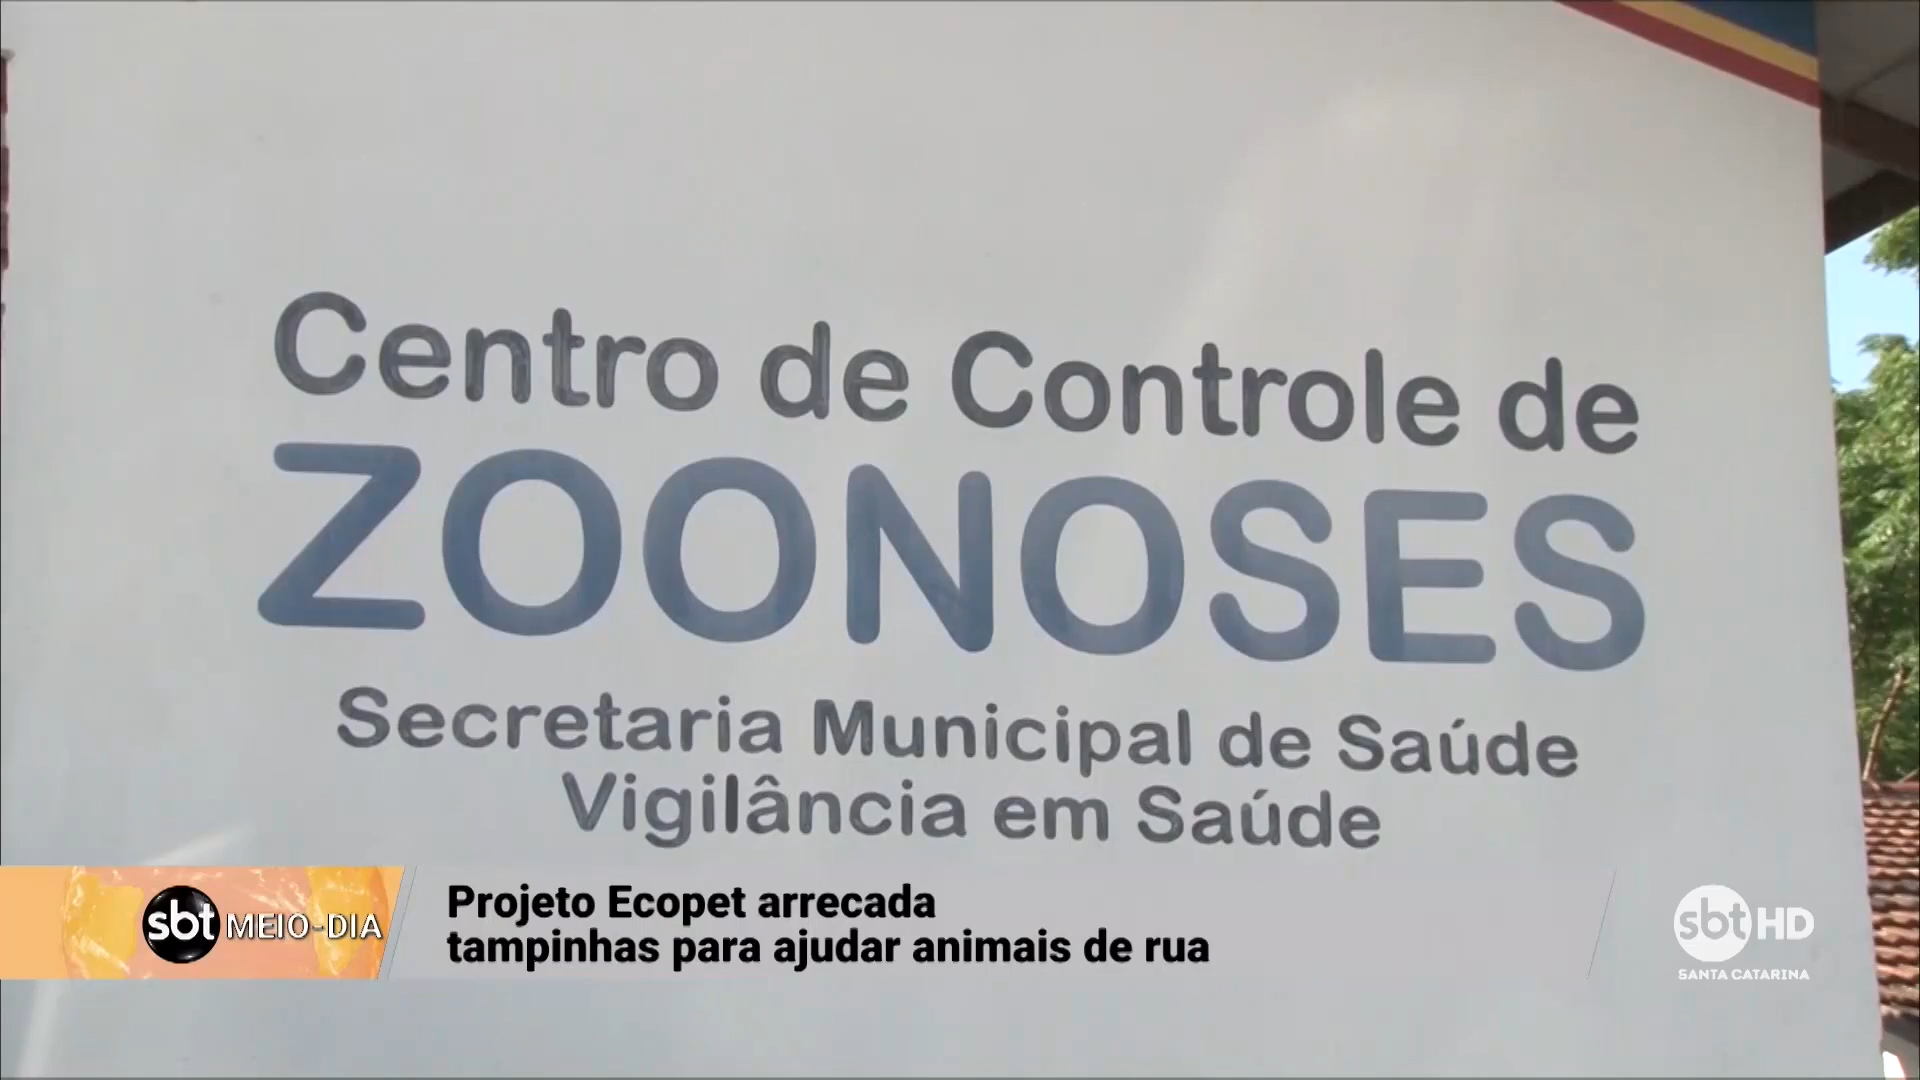 Centro de Controle de
ZOONOSES
Secretaria Municipal de Saúde
Vigilância em Saúde
sbt MEIO-DIA
Projeto Ecopet arrecada
tampinhas para ajudar animais de rua
sbt HD
SANTA CATARINA